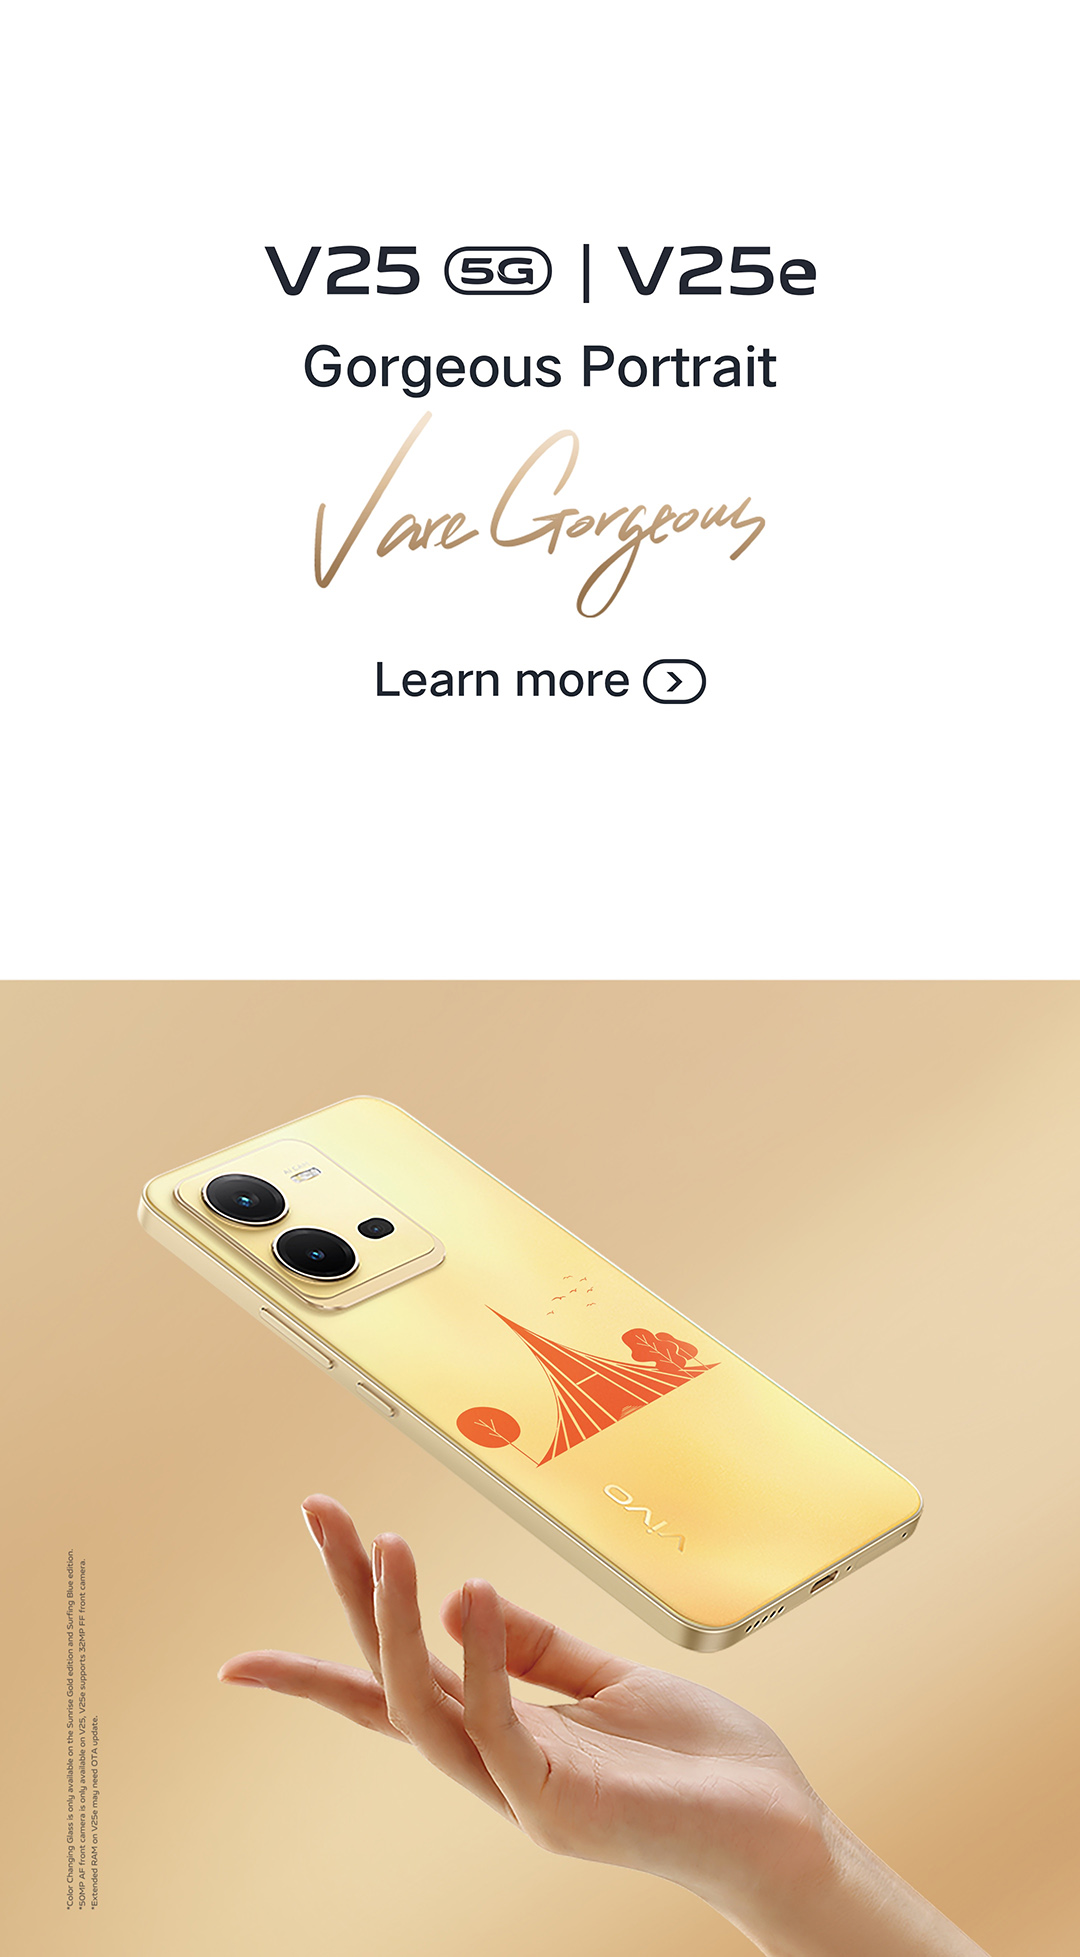 V25 5G | V25e
Gorgeous Portrait
V are Gorgeous
Learn more
vivo
*Color Changing Glass is only available on the Sunrise Gold edition and Surfing Blue edition.
*50MP AF front camera is only available on V25, V25e supports 32MP FF front camera.
*Extended RAM on V25e may need OTA update.